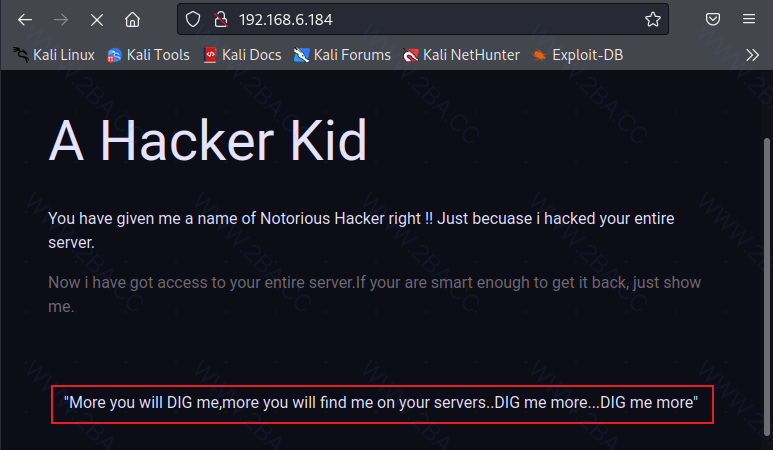 192.168.6.184
Kali Linux Kali Tools Kali Docs Kali Forums Kali NetHunter Exploit-DB
A Hacker Kid
You have given me a name of Notorious Hacker right !! Just becuase i hacked your entire
server.
Now i have got access to your entire server.If your are smart enough to get it back, just show
me.
"More you will DIG me,more you will find me on your servers..DIG me more...DIG me more"
WWW.2BA.CC